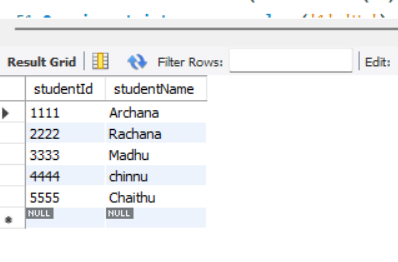 Result Grid Filter Rows: Edit:
studentId studentName
1111 Archana
2222 Rachana
3333 Madhu
4444 chinnu
5555 Chaithu
NULL NULL